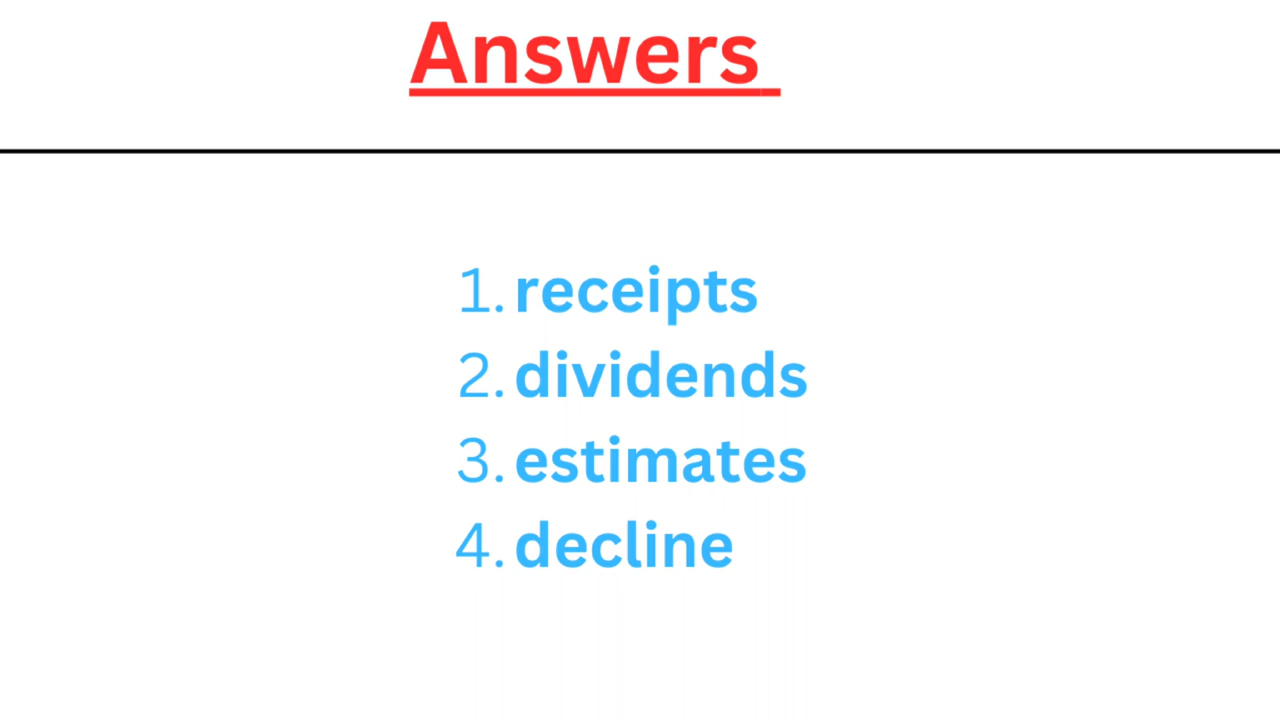 Answers
1. receipts
2. dividends
3. estimates
4. decline